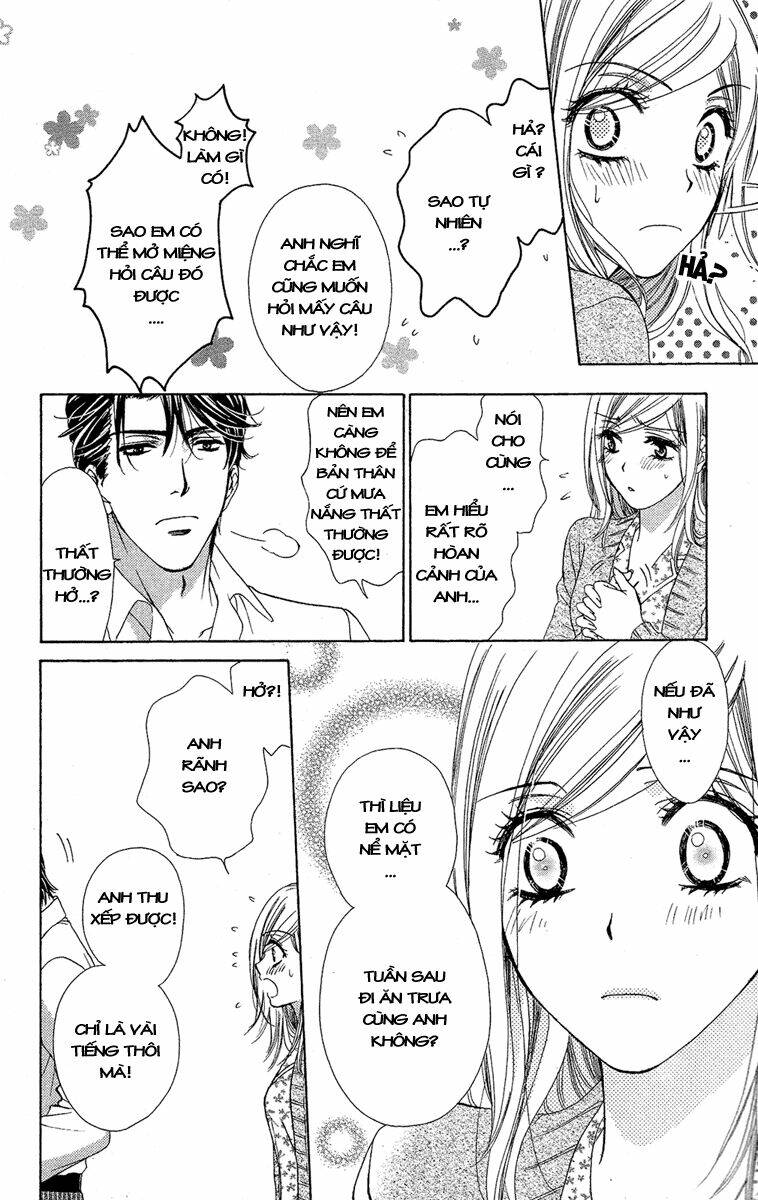 HẢ?
HẢ?
CÁI
GÌ?
SAO TỰ
NHIÊN
...?
ANH NGHĨ
CHẮC EM
CŨNG MUỐN
HỎI MẤY CÂU
NHƯ VẬY!
KHÔNG!
LÀM GÌ
CÓ!
SAO EM CÓ
THỂ MỞ MIỆNG
HỎI CÂU ĐÓ
ĐƯỢC
....
NÓI
CHO
CÙNG
...
EM HIỂU
RẤT RÕ
HÒAN
CẢNH CỦA
ANH...
NÊN EM
CÀNG
KHÔNG ĐỂ
BẢN THÂN
CỨ MƯA
NẮNG THẤT
THƯỜNG
ĐƯỢC!
THẤT
THƯỜNG
HỞ...?
NẾU ĐÃ
NHƯ
VẬY
...
THÌ LIỆU
EM CÓ
NỂ MẶT
...
TUẦN SAU
ĐI ĂN TRƯA
CÙNG ANH
KHÔNG?
HỞ?!
ANH
RÃNH
SAO?
ANH THU
XẾP ĐƯỢC!
CHỈ LÀ VÀI
TIẾNG THÔI
MÀ!